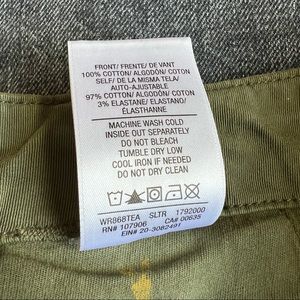 FRONT/ FRENTE/ DE VANT
100% COTTON/ ALGODÓN/ COTON
SELF/ DE LA MISMA TELA/
AUTO-AJUSTABLE
97% COTTON/ ALGODÓN/ COTON
3% ELASTANE/ ELASTANO/
ÉLASTHANNE
MACHINE WASH COLD
INSIDE OUT SEPARATELY
DO NOT BLEACH
TUMBLE DRY LOW
COOL IRON IF NEEDED
DO NOT DRY CLEAN
WR868TEA SLTR 1792000
RN# 107906 CA# 00635
EIN# 20-3082491